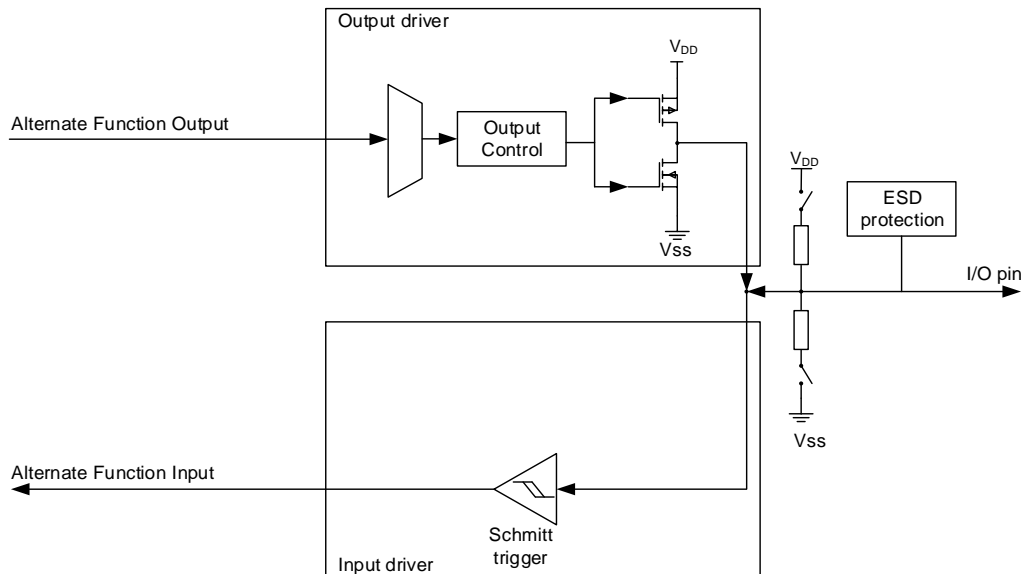 Output driver
V_DD
Alternate Function Output
Output
Control
Vss
V_DD
ESD
protection
I/O pin
Vss
Alternate Function Input
Schmitt
trigger
Input driver